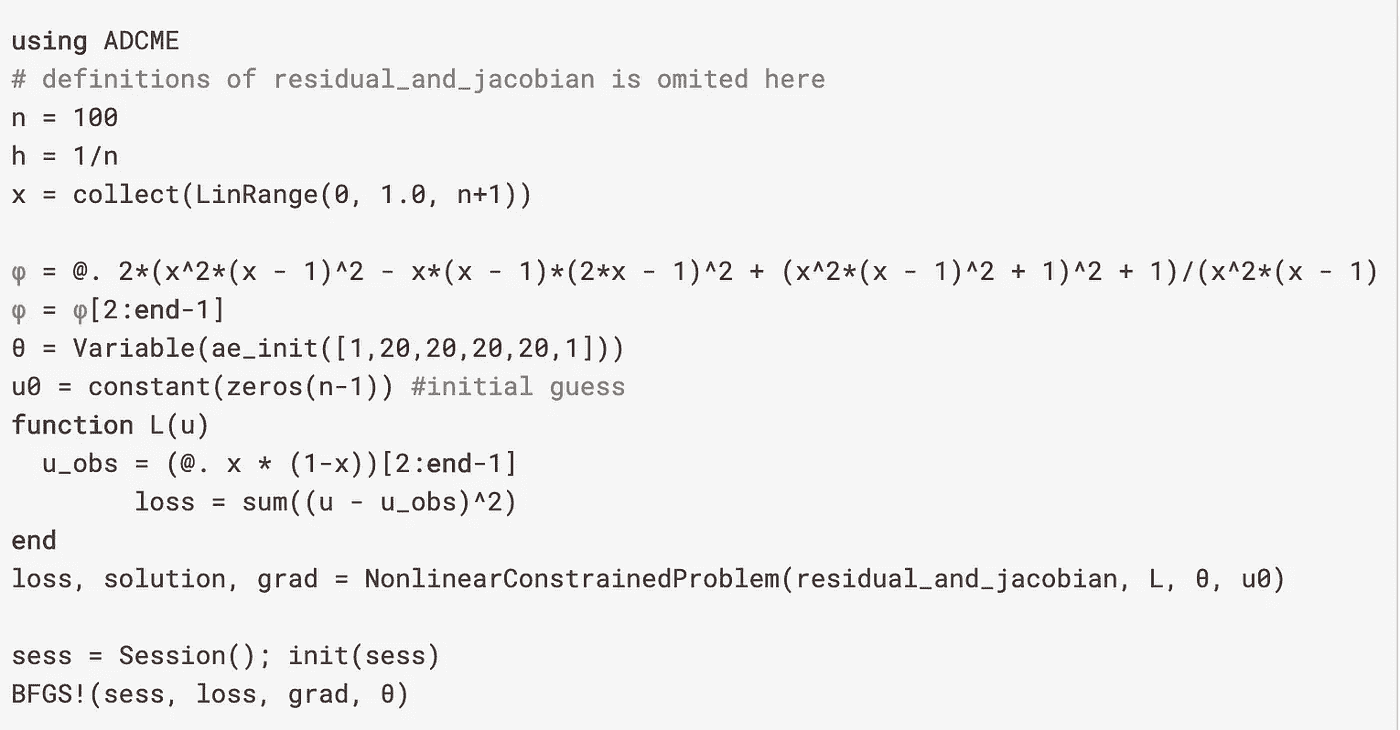 using ADCME
# definitions of residual_and_jacobian is omited here
n = 100
h = 1/n
x = collect(LinRange(0, 1.0, n+1))
φ = @. 2*(x^2*(x - 1)^2 - x*(x - 1)*(2*x - 1)^2 + (x^2*(x - 1)^2 + 1)^2 + 1)/(x^2*(x - 1)
φ = φ[2:end-1]
θ = Variable(ae_init([1,20,20,20,20,1]))
u0 = constant(zeros(n-1)) #initial guess
function L(u)
  u_obs = (@. x * (1-x))[2:end-1]
        loss = sum((u - u_obs)^2)
end
loss, solution, grad = NonlinearConstrainedProblem(residual_and_jacobian, L, θ, u0)
sess = Session(); init(sess)
BFGS!(sess, loss, grad, θ)